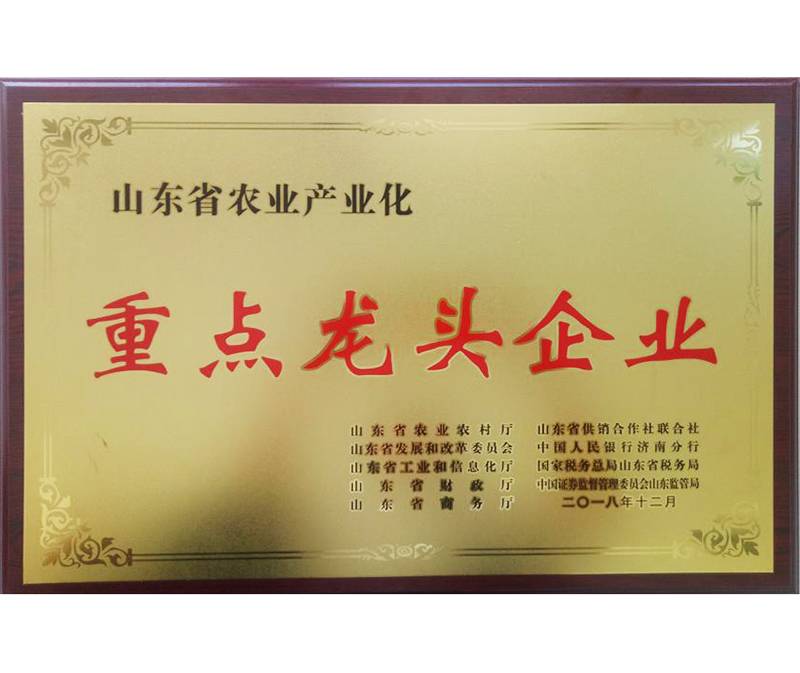 山东省农业产业化
重点龙头企业
山东省农业农村厅
山东省发展和改革委员会
山东省工业和信息化厅
山东省财政厅
山东省商务厅
山东省供销合作社联合社
中国人民银行济南分行
国家税务总局山东省税务局
中国证券监督管理委员会山东监管局
二〇一八年十二月